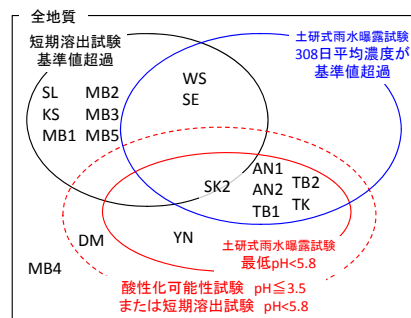 全地質
短期溶出試験
基準値超過
土研式雨水曝露試験
308日平均濃度が
基準値超過
WS
SE
SL MB2
KS MB3
MB1 MB5
SK2
AN1
AN2
TB1
TB2
TK
DM
YN
MB4
土研式雨水曝露試験
最低pH<5.8
酸性化可能性試験 pH≦3.5
または短期溶出試験 pH<5.8